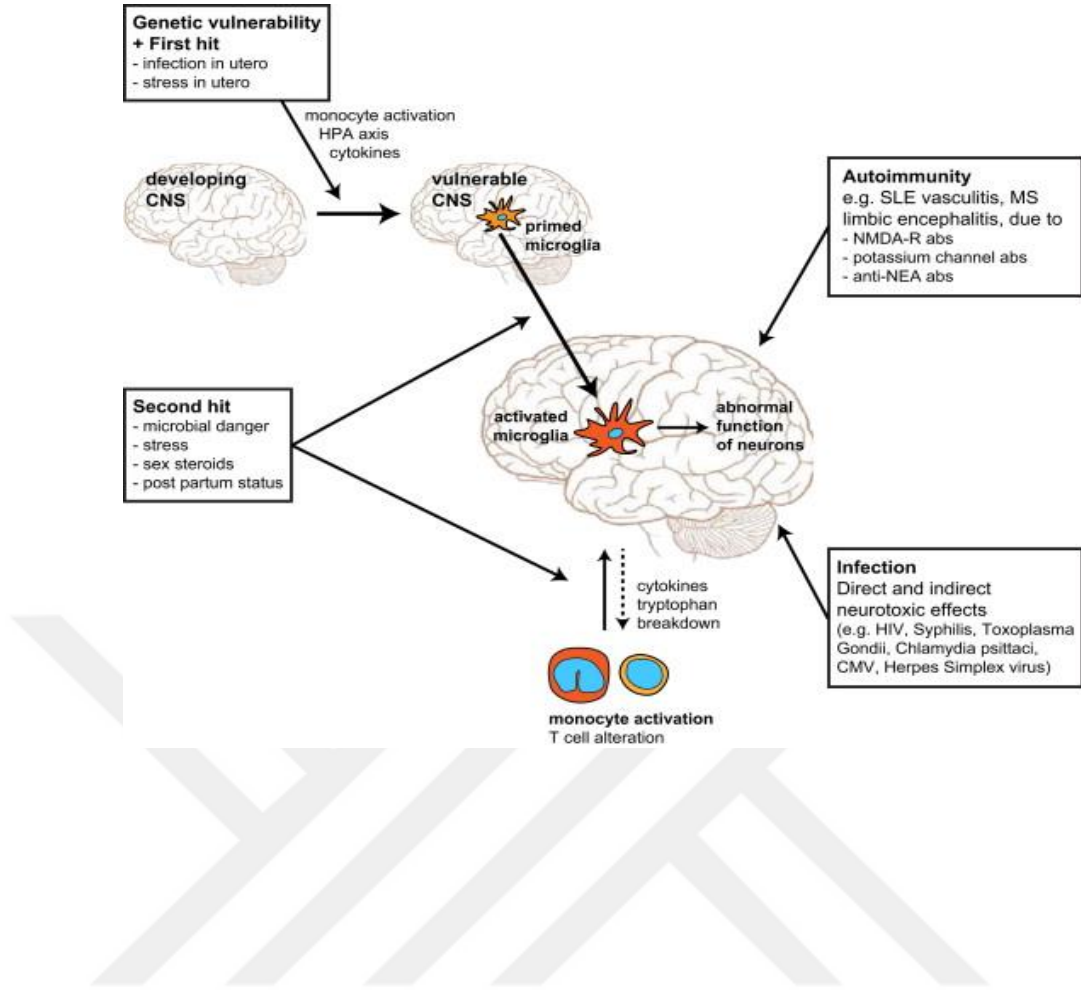 Genetic vulnerability
+ First hit
- infection in utero
- stress in utero
monocyte activation
HPA axis
cytokines
developing
CNS
vulnerable
CNS
primed
microglia
Autoimmunity
e.g. SLE vasculitis, MS
limbic encephalitis, due to
- NMDA-R abs
- potassium channel abs
- anti-NEA abs
Second hit
- microbial danger
- stress
- sex steroids
- post partum status
activated
microglia
abnormal
function
of neurons
Infection
Direct and indirect
neurotoxic effects
(e.g. HIV, Syphilis, Toxoplasma
Gondii, Chlamydia psittaci,
CMV, Herpes Simplex virus)
cytokines
tryptophan
breakdown
monocyte activation
T cell alteration